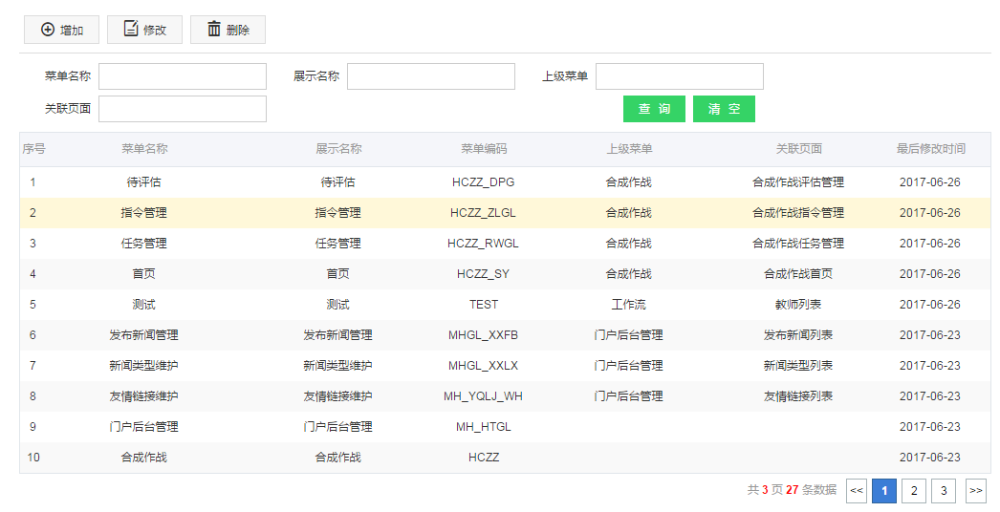 增加 修改 删除
菜单名称 展示名称 上级菜单
关联页面 查 询 清 空
序号 菜单名称 展示名称 菜单编码 上级菜单 关联页面 最后修改时间
1 待评估 待评估 HCZZ_DPG 合成作战 合成作战评估管理 2017-06-26
2 指令管理 指令管理 HCZZ_ZLGL 合成作战 合成作战指令管理 2017-06-26
3 任务管理 任务管理 HCZZ_RWGL 合成作战 合成作战任务管理 2017-06-26
4 首页 首页 HCZZ_SY 合成作战 合成作战首页 2017-06-26
5 测试 测试 TEST 工作流 教师列表 2017-06-26
6 发布新闻管理 发布新闻管理 MHGL_XXFB 门户后台管理 发布新闻列表 2017-06-23
7 新闻类型维护 新闻类型维护 MHGL_XXLX 门户后台管理 新闻类型列表 2017-06-23
8 友情链接维护 友情链接维护 MH_YQLJ_WH 门户后台管理 友情链接列表 2017-06-23
9 门户后台管理 门户后台管理 MH_HTGL 2017-06-23
10 合成作战 合成作战 HCZZ 2017-06-23
共 3 页 27 条数据 << 1 2 3 >>